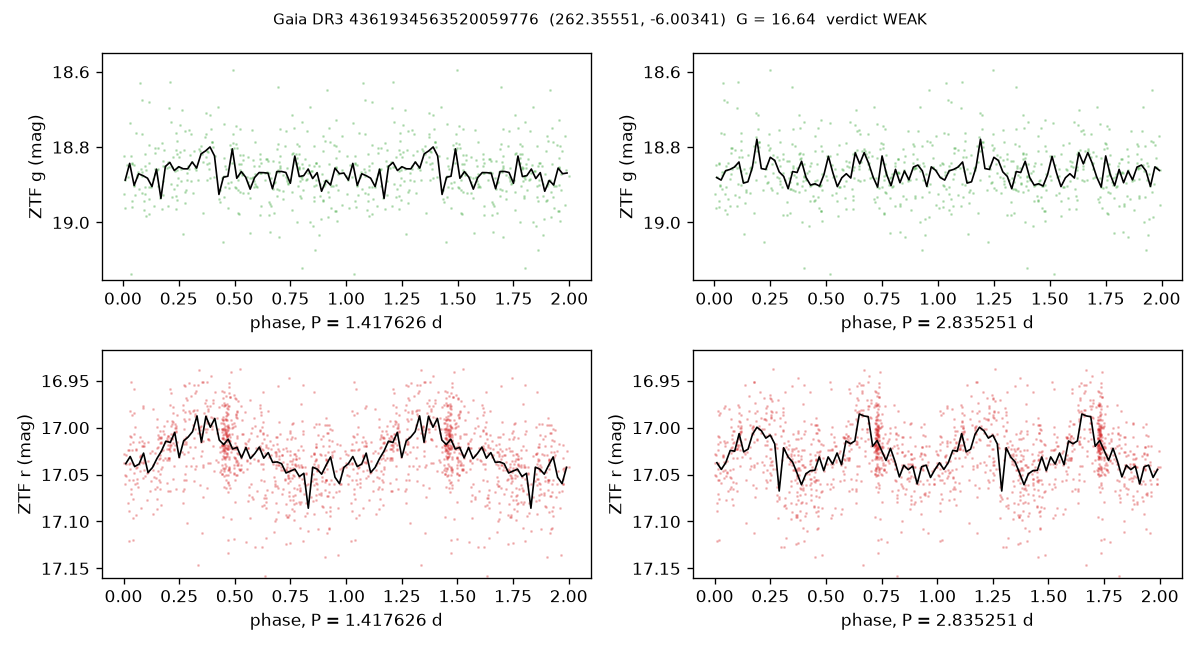 Gaia DR3 4361934563520059776  (262.35551, -6.00341)  G = 16.64  verdict WEAK
ZTF g (mag)
18.6
18.8
19.0
0.00 0.25 0.50 0.75 1.00 1.25 1.50 1.75 2.00
phase, P = 1.417626 d
ZTF g (mag)
18.6
18.8
19.0
0.00 0.25 0.50 0.75 1.00 1.25 1.50 1.75 2.00
phase, P = 2.835251 d
ZTF r (mag)
16.95
17.00
17.05
17.10
17.15
0.00 0.25 0.50 0.75 1.00 1.25 1.50 1.75 2.00
phase, P = 1.417626 d
ZTF r (mag)
16.95
17.00
17.05
17.10
17.15
0.00 0.25 0.50 0.75 1.00 1.25 1.50 1.75 2.00
phase, P = 2.835251 d